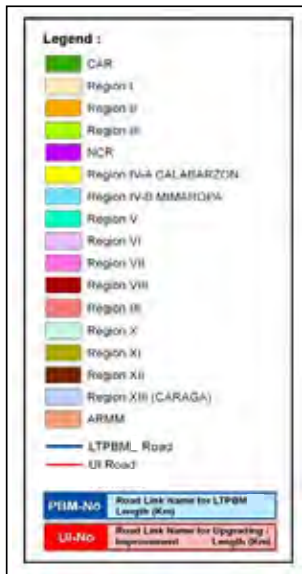 Legend :
CAR
Region I
Region II
Region III
NCR
Region IV-A CALABARZON
Region IV-B MIMAROPA
Region V
Region VI
Region VII
Region VIII
Region IX
Region X
Region XI
Region XII
Region XIII (CARAGA)
ARMM
LTPBM_ Road
UI Road
PBM-No
Road Link Name for LTPBM
Length (Km)
UI-No
Road Link Name for Upgrading /
Improvement Length (Km)